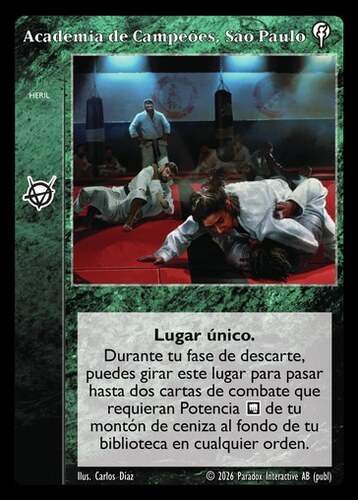 Academia de Campeões, São Paulo
HERIL
Lugar único.
Durante tu fase de descarte,
puedes girar este lugar para pasar
hasta dos cartas de combate que
requieran Potencia de tu
montón de ceniza al fondo de tu
biblioteca en cualquier orden.
Ilus. Carlos Díaz
© 2026 Paradox Interactive AB (publ)